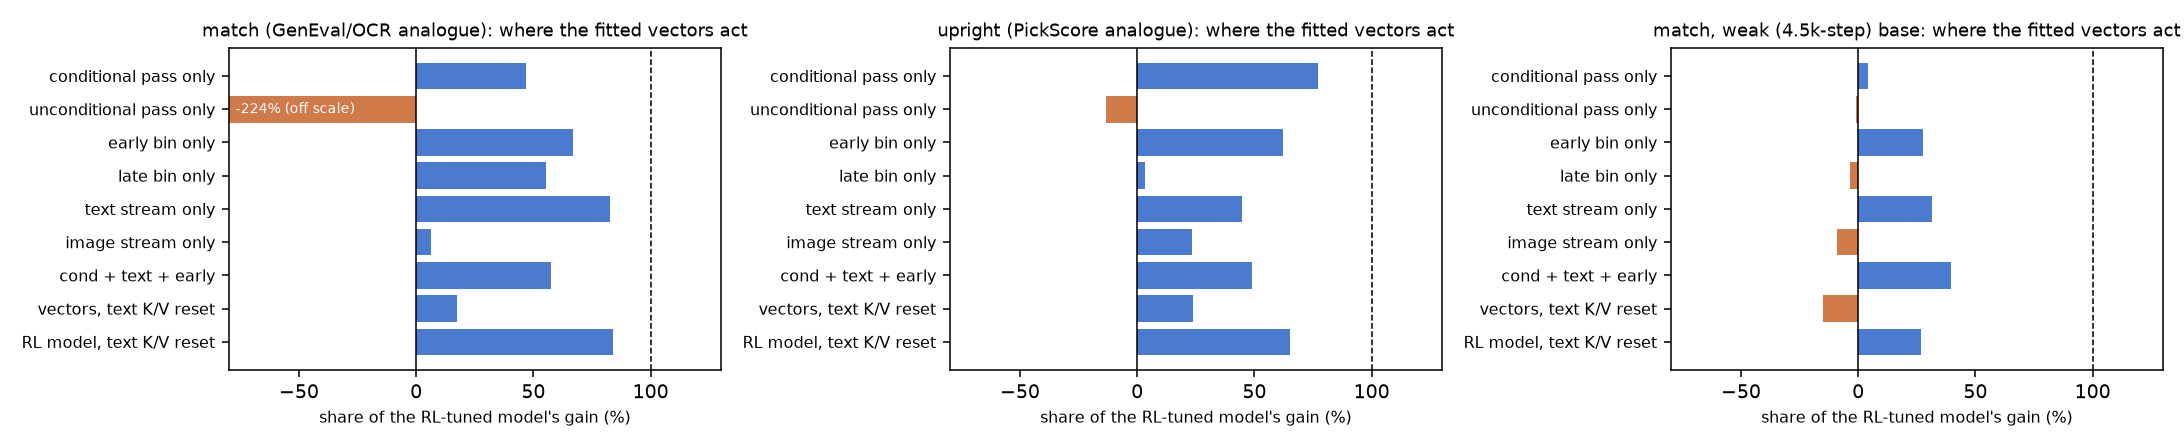 match (GenEval/OCR analogue): where the fitted vectors act
conditional pass only
unconditional pass only
-224% (off scale)
early bin only
late bin only
text stream only
image stream only
cond + text + early
vectors, text K/V reset
RL model, text K/V reset
−50 0 50 100
share of the RL-tuned model's gain (%)
upright (PickScore analogue): where the fitted vectors act
conditional pass only
unconditional pass only
early bin only
late bin only
text stream only
image stream only
cond + text + early
vectors, text K/V reset
RL model, text K/V reset
−50 0 50 100
share of the RL-tuned model's gain (%)
match, weak (4.5k-step) base: where the fitted vectors act
conditional pass only
unconditional pass only
early bin only
late bin only
text stream only
image stream only
cond + text + early
vectors, text K/V reset
RL model, text K/V reset
−50 0 50 100
share of the RL-tuned model's gain (%)